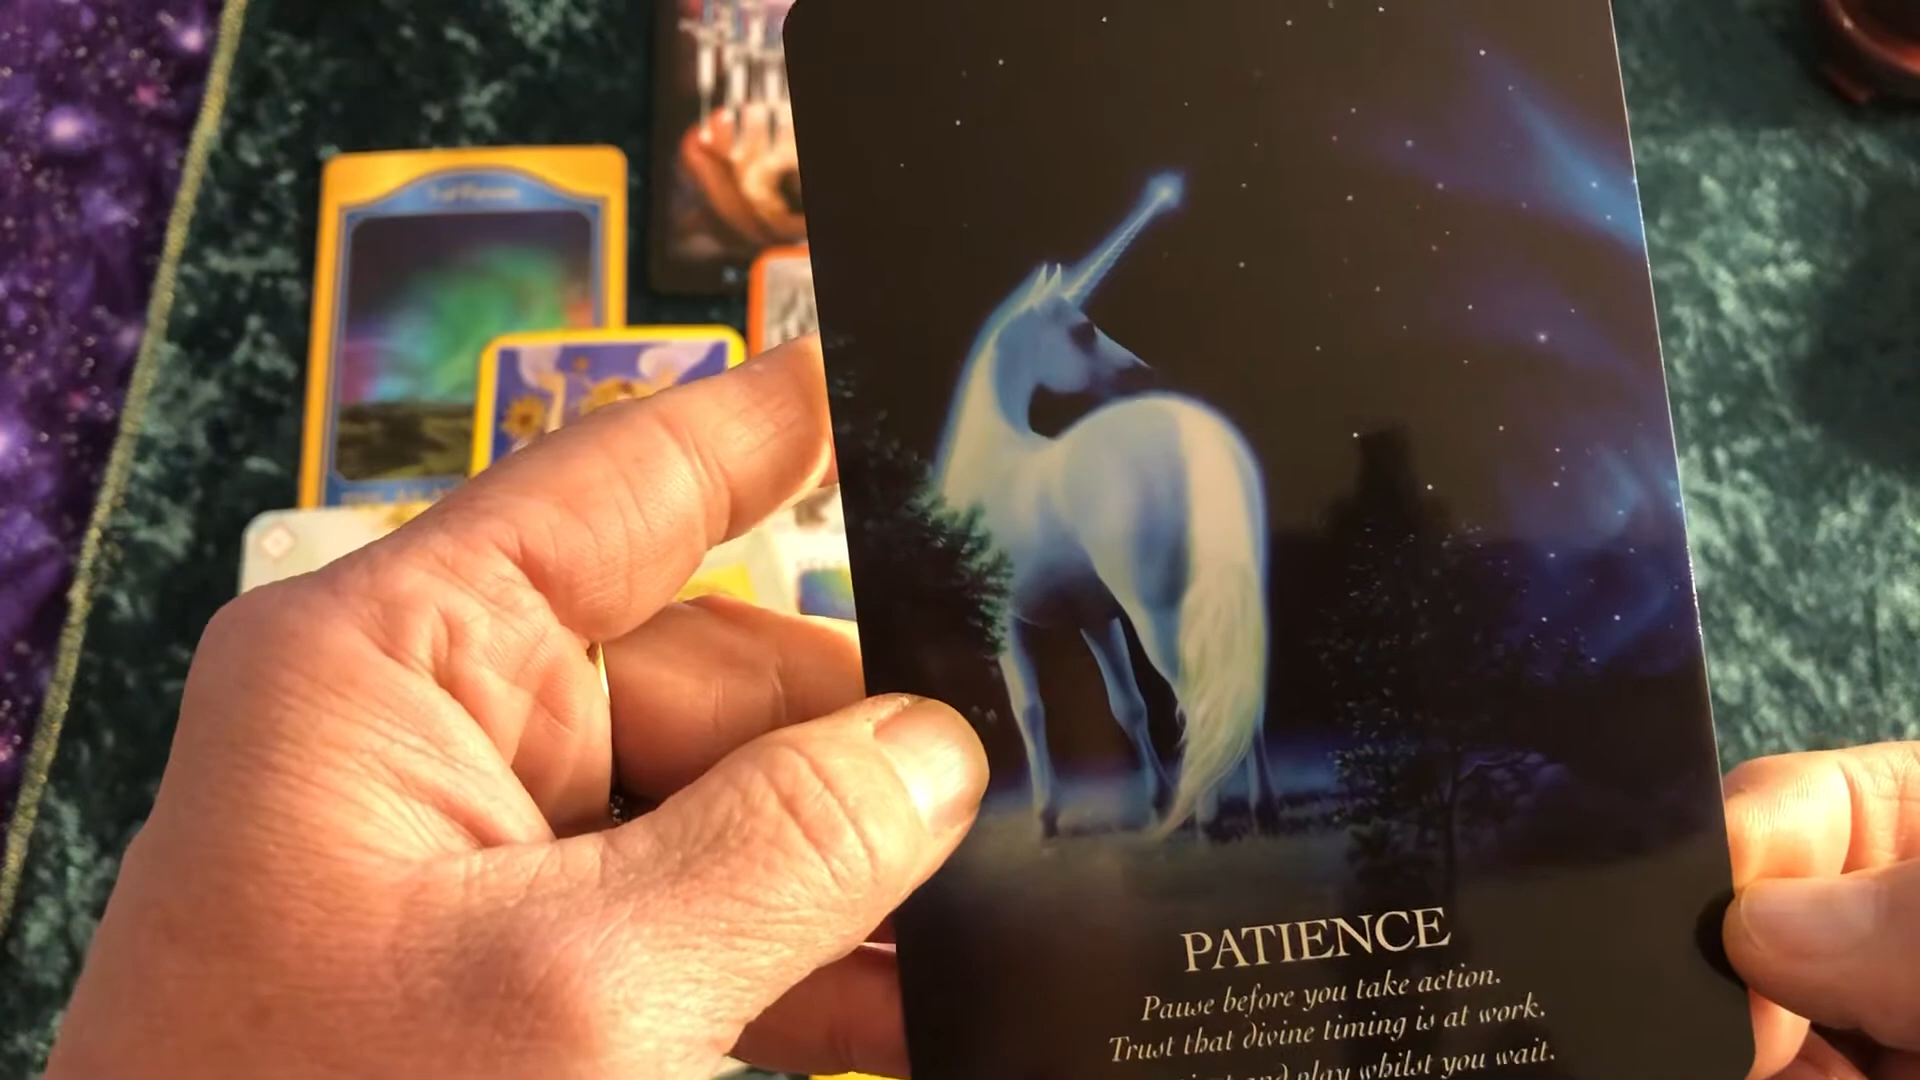 PATIENCE
Pause before you take action.
Trust that divine timing is at work.
and play whilst you wait.